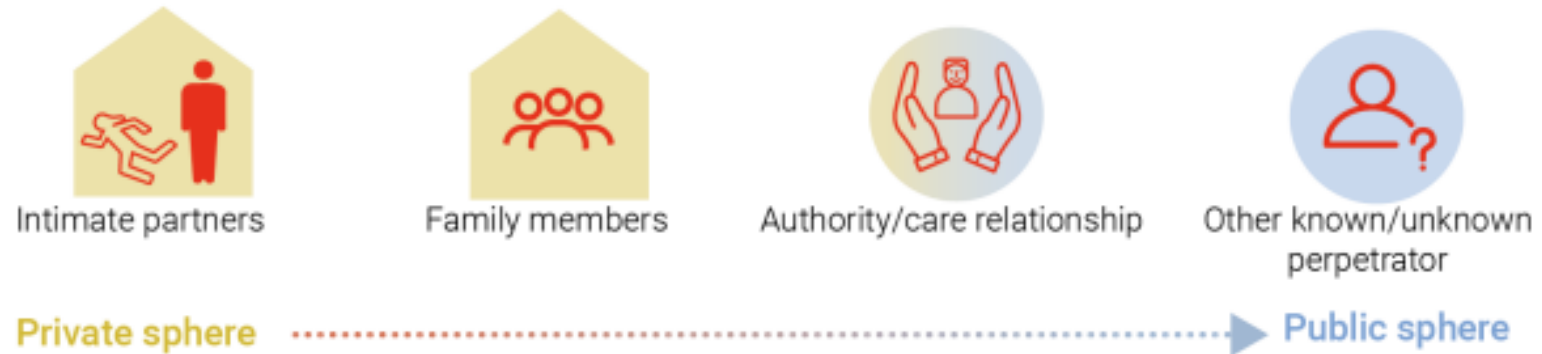 Intimate partners
Family members
Authority/care relationship
Other known/unknown
perpetrator
Private sphere
Public sphere